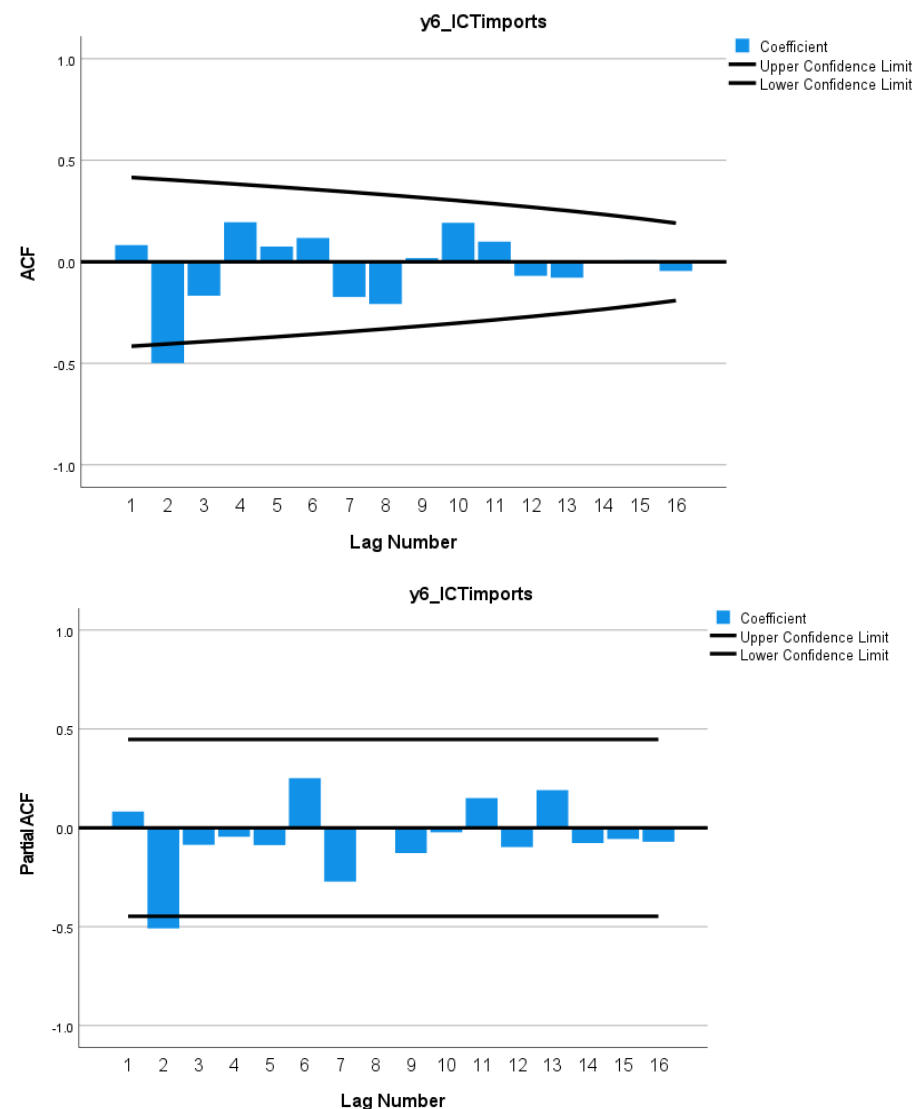 y6_ICTimports
Coefficient
Upper Confidence Limit
Lower Confidence Limit
1.0
0.5
0.0
-0.5
-1.0
ACF
1 2 3 4 5 6 7 8 9 10 11 12 13 14 15 16
Lag Number
y6_ICTimports
Coefficient
Upper Confidence Limit
Lower Confidence Limit
1.0
0.5
0.0
-0.5
-1.0
Partial ACF
1 2 3 4 5 6 7 8 9 10 11 12 13 14 15 16
Lag Number